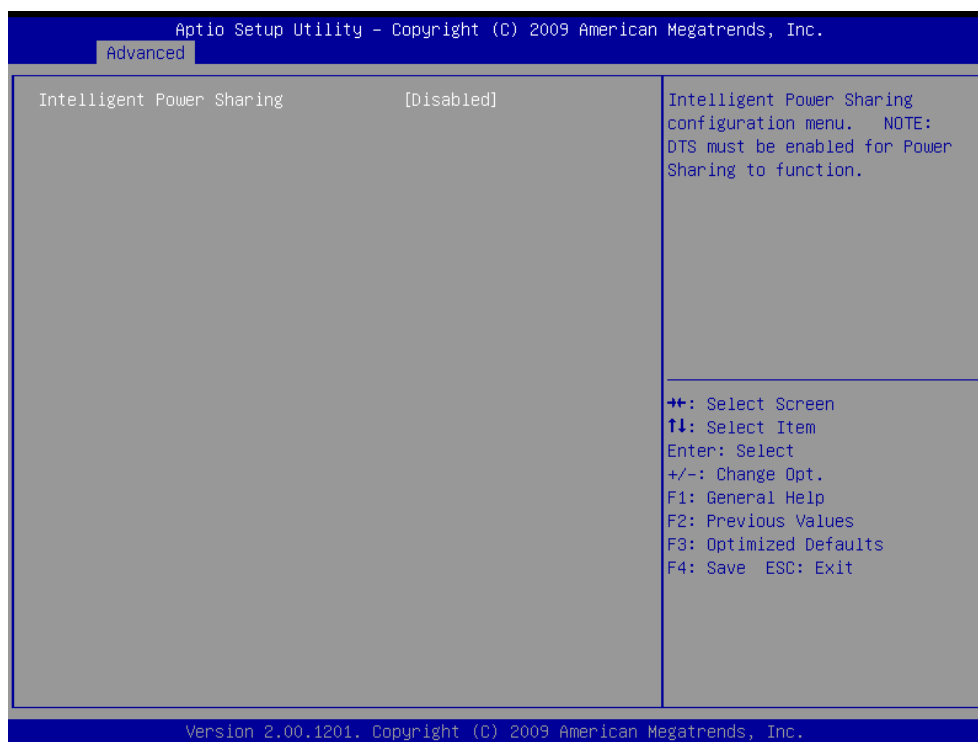 Aptio Setup Utility – Copyright (C) 2009 American Megatrends, Inc.
Advanced
Intelligent Power Sharing [Disabled]
Intelligent Power Sharing
configuration menu. NOTE:
DTS must be enabled for Power
Sharing to function.
→←: Select Screen
↑↓: Select Item
Enter: Select
+/-: Change Opt.
F1: General Help
F2: Previous Values
F3: Optimized Defaults
F4: Save ESC: Exit
Version 2.00.1201. Copyright (C) 2009 American Megatrends, Inc.